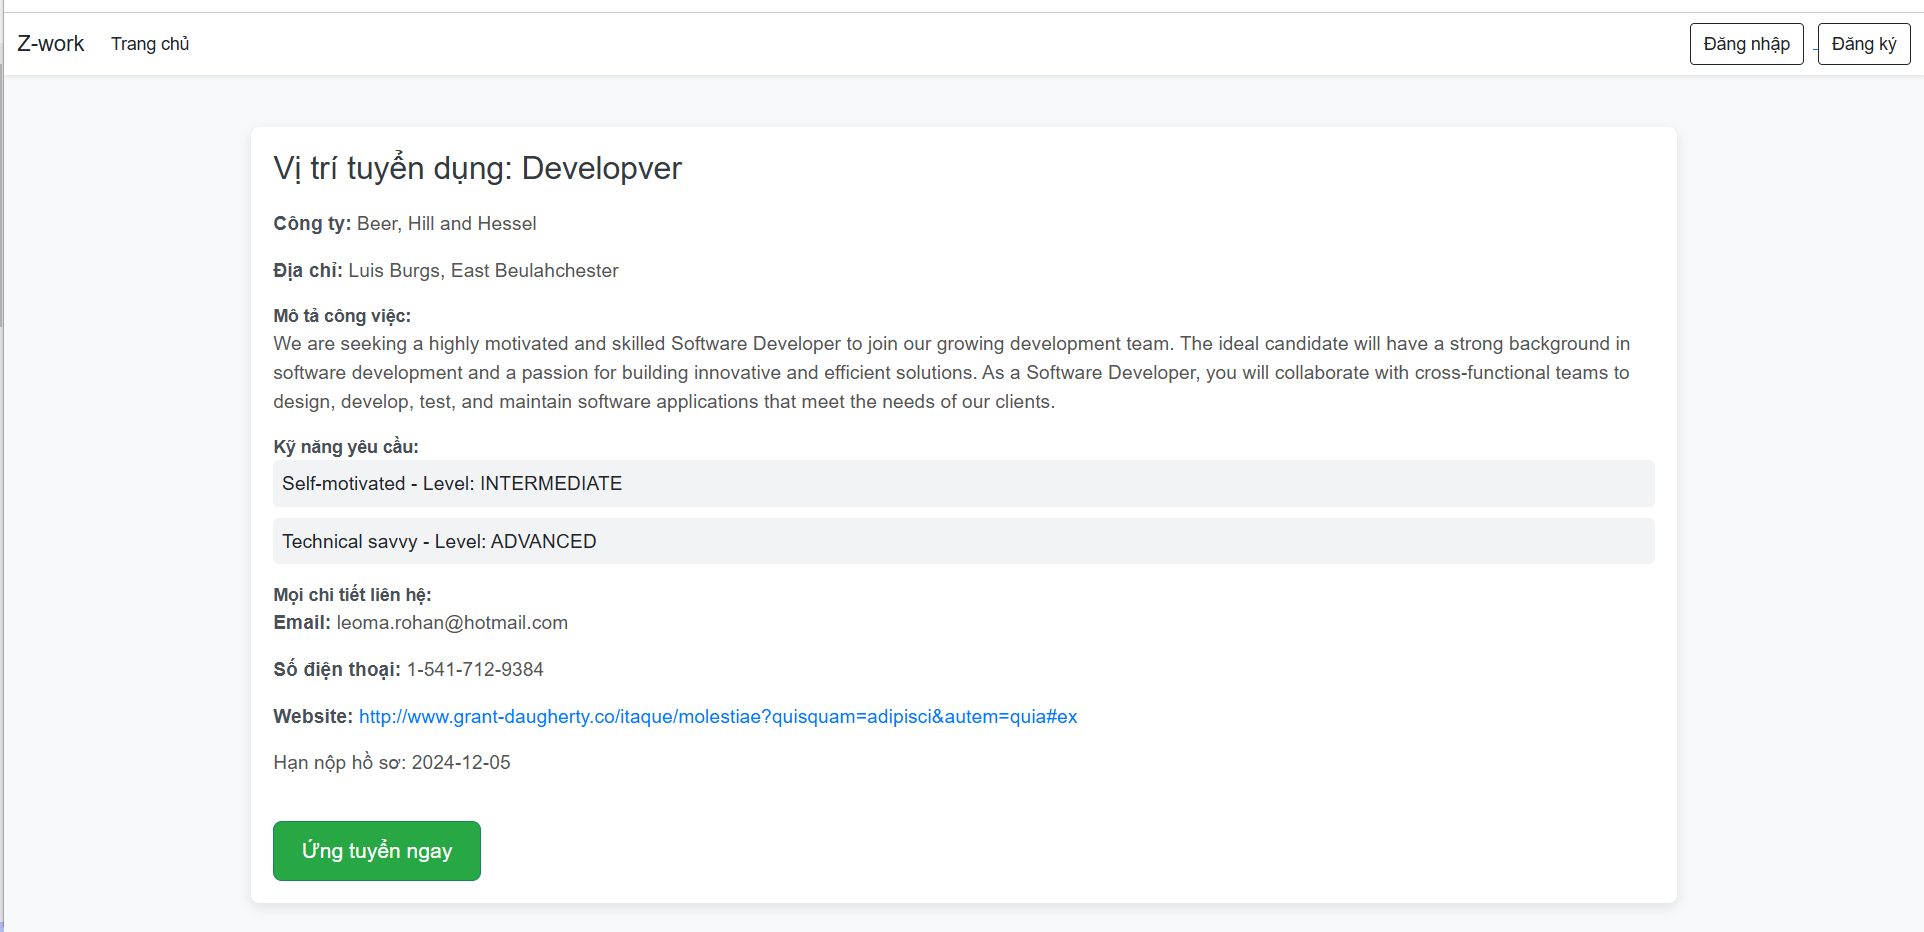 Z-work Trang chủ Đăng nhập Đăng ký
Vị trí tuyển dụng: Developver
Công ty: Beer, Hill and Hessel
Địa chỉ: Luis Burgs, East Beulahchester
Mô tả công việc:
We are seeking a highly motivated and skilled Software Developer to join our growing development team. The ideal candidate will have a strong background in
software development and a passion for building innovative and efficient solutions. As a Software Developer, you will collaborate with cross-functional teams to
design, develop, test, and maintain software applications that meet the needs of our clients.
Kỹ năng yêu cầu:
Self-motivated - Level: INTERMEDIATE
Technical savvy - Level: ADVANCED
Mọi chi tiết liên hệ:
Email: leoma.rohan@hotmail.com
Số điện thoại: 1-541-712-9384
Website: http://www.grant-daugherty.co/itaque/molestiae?quisquam=adipisci&autem=quia#ex
Hạn nộp hồ sơ: 2024-12-05
Ứng tuyển ngay